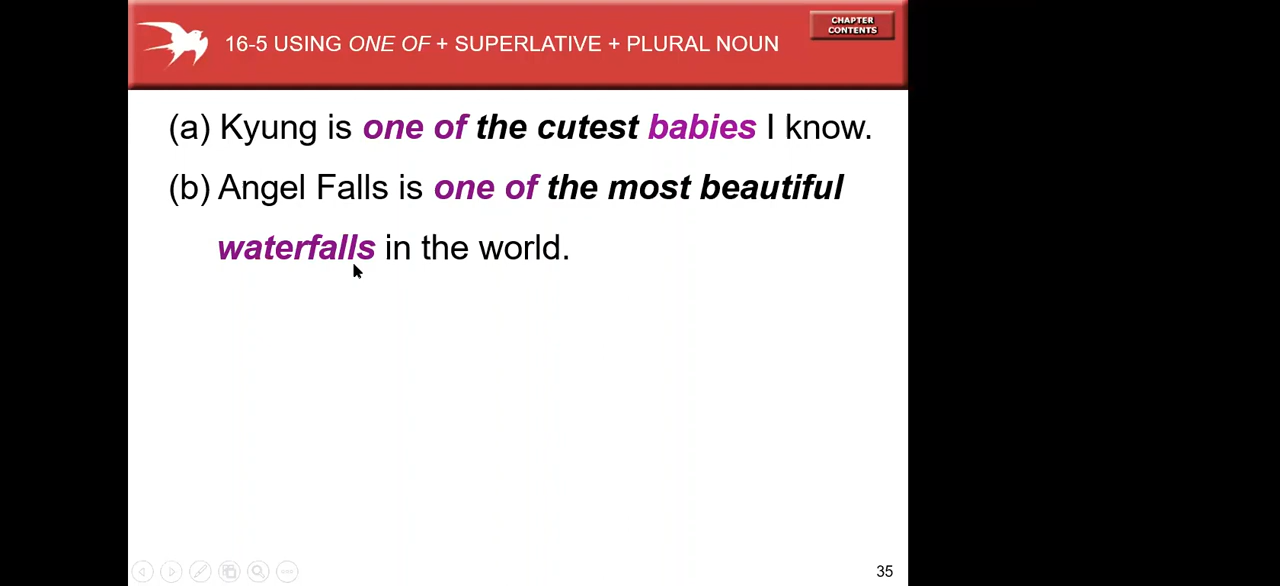 CHAPTER
CONTENTS
16-5 USING ONE OF + SUPERLATIVE + PLURAL NOUN
(a) Kyung is one of the cutest babies I know.
(b) Angel Falls is one of the most beautiful
waterfalls in the world.
35